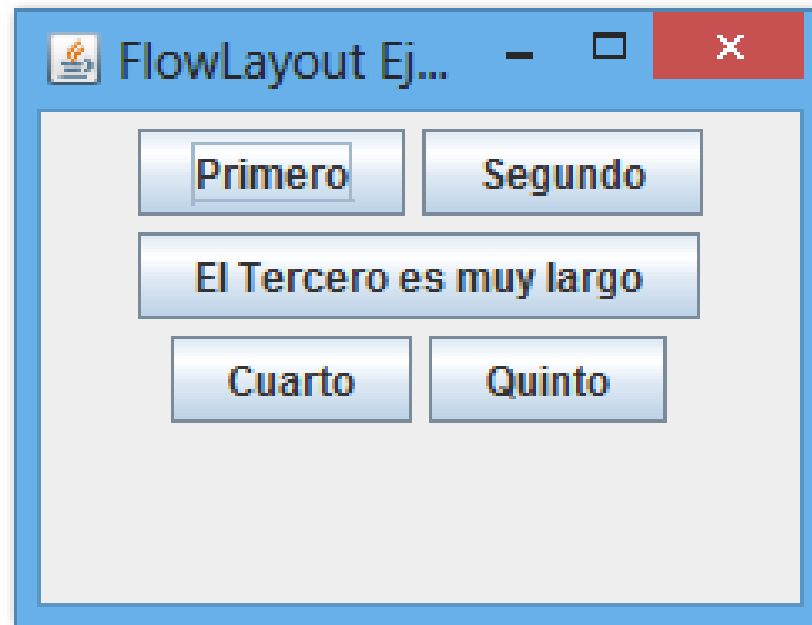 FlowLayout Ej...
Primero Segundo
El Tercero es muy largo
Cuarto Quinto